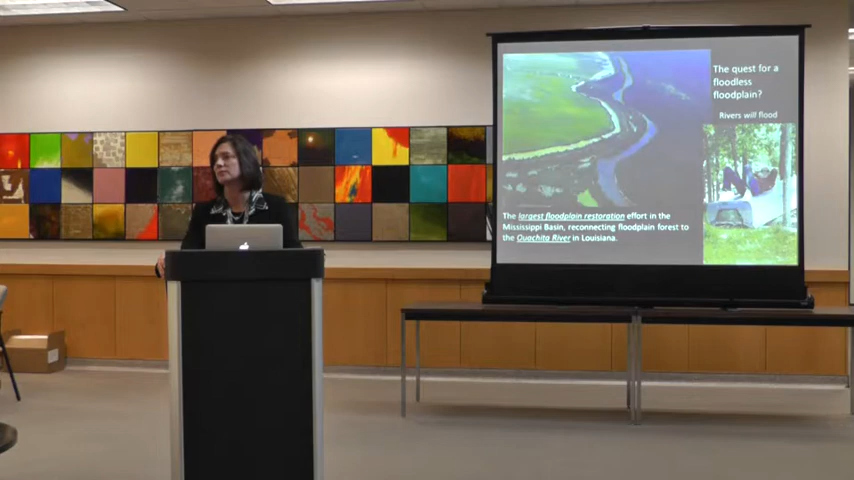 The quest for a
floodless
floodplain?
Rivers will flood
The largest floodplain restoration effort in the
Mississippi Basin, reconnecting floodplain forest to
the Ouachita River in Louisiana.